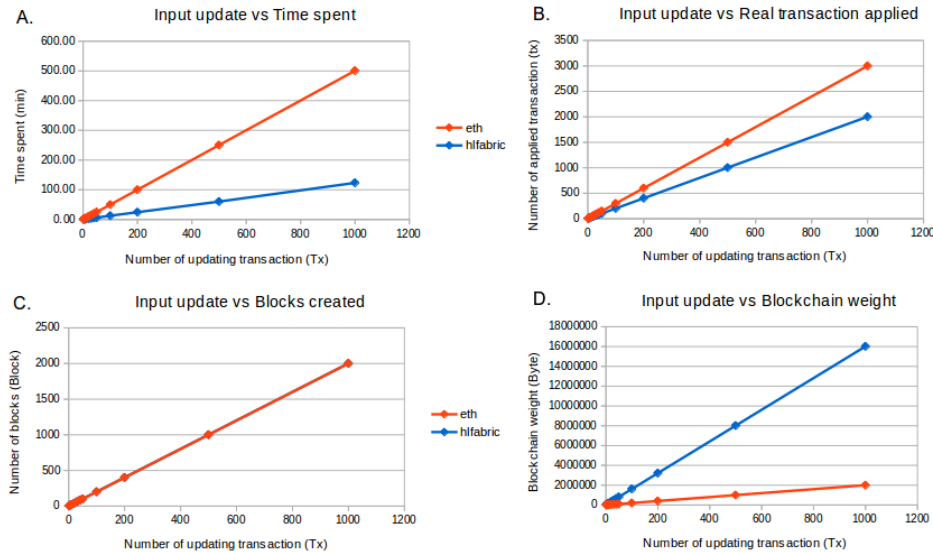 A.
Input update vs Time spent
600.00
500.00
400.00
300.00
200.00
100.00
0.00
0 200 400 600 800 1000 1200
Time spent (min)
Number of updating transaction (Tx)
eth
hlfabric
B.
Input update vs Real transaction applied
3500
3000
2500
2000
1500
1000
500
0
0 200 400 600 800 1000 1200
Number of applied transaction (tx)
Number of updating transaction (Tx)
C.
Input update vs Blocks created
2500
2000
1500
1000
500
0
0 200 400 600 800 1000 1200
Number of blocks (Block)
Number of updating transaction (Tx)
eth
hlfabric
D.
Input update vs Blockchain weight
18000000
16000000
14000000
12000000
10000000
8000000
6000000
4000000
2000000
0
0 200 400 600 800 1000 1200
Blockchain weight (Byte)
Number of updating transaction (Tx)